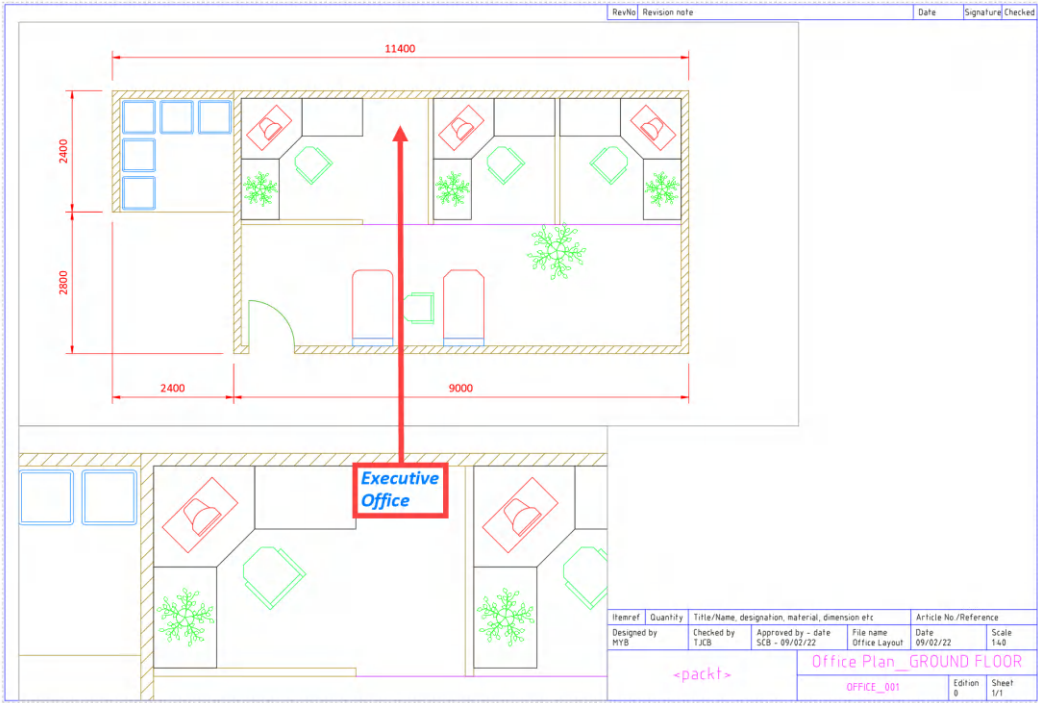 RevNo Revision note Date Signature Checked
11400
2400
2800
2400 9000
Executive
Office
Itemref Quantity Title/Name, designation, material, dimension etc Article No./Reference
Designed by Checked by Approved by - date File name Date Scale
MYB TJCB SCB - 09/02/22 Office Layout 09/02/22 1:40
<packt> Office Plan_GROUND FLOOR
OFFICE_001 Edition Sheet
0 1/1